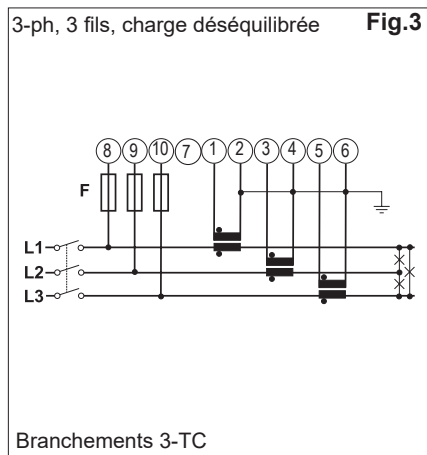 3-ph, 3 fils, charge déséquilibrée Fig.3
8 9 10 7 1 2 3 4 5 6
F
L1
L2
L3
Branchements 3-TC